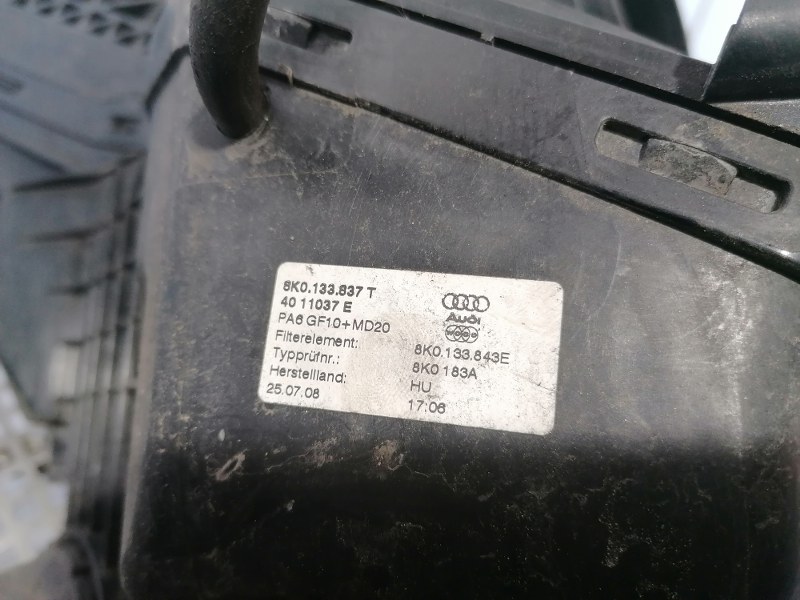 8K0.133.837 T
40 11037 E
PA6 GF10+MD20
Audi
Filterelement: 8K0.133.843E
Typprüfnr.: 8K0 183A
Herstellland: HU
25.07.08 17:06